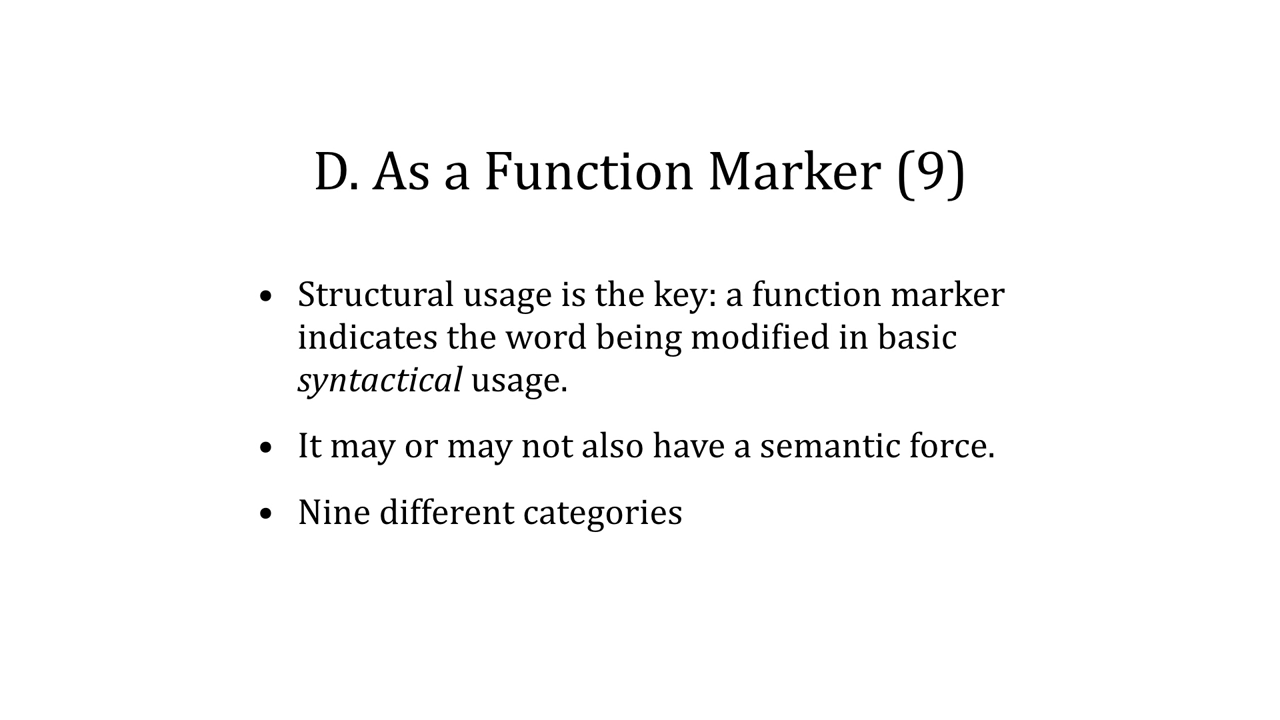 D. As a Function Marker (9)
• Structural usage is the key: a function marker
indicates the word being modified in basic
syntactical usage.
• It may or may not also have a semantic force.
• Nine different categories